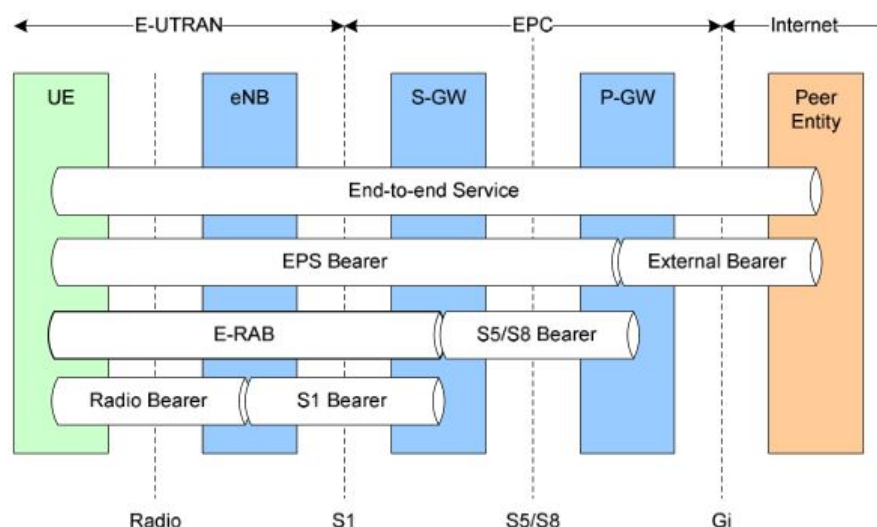 E-UTRAN
EPC
Internet
UE
eNB
S-GW
P-GW
Peer
Entity
End-to-end Service
EPS Bearer
External Bearer
E-RAB
S5/S8 Bearer
Radio Bearer
S1 Bearer
Radio
S1
S5/S8
Gi